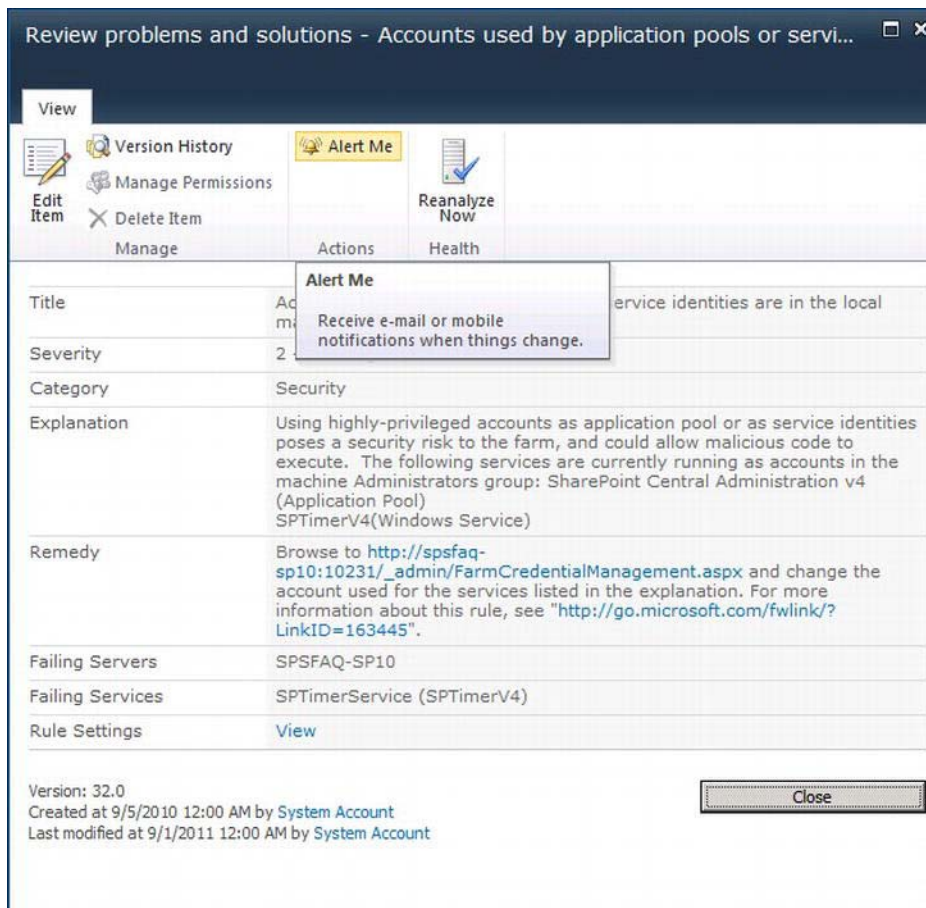 Review problems and solutions - Accounts used by application pools or servi...
View
Edit Item
Version History
Manage Permissions
Delete Item
Manage
Alert Me
Actions
Reanalyze Now
Health
Alert Me
Receive e-mail or mobile
notifications when things change.
Title
service identities are in the local
Severity
2
Category
Security
Explanation
Using highly-privileged accounts as application pool or as service identities
poses a security risk to the farm, and could allow malicious code to
execute. The following services are currently running as accounts in the
machine Administrators group: SharePoint Central Administration v4
(Application Pool)
SPTimerV4(Windows Service)
Remedy
Browse to http://spsfaq-
sp10:10231/_admin/FarmCredentialManagement.aspx and change the
account used for the services listed in the explanation. For more
information about this rule, see "http://go.microsoft.com/fwlink/?
LinkID=163445".
Failing Servers
SPSFAQ-SP10
Failing Services
SPTimerService (SPTimerV4)
Rule Settings
View
Version: 32.0
Created at 9/5/2010 12:00 AM by System Account
Last modified at 9/1/2011 12:00 AM by System Account
Close